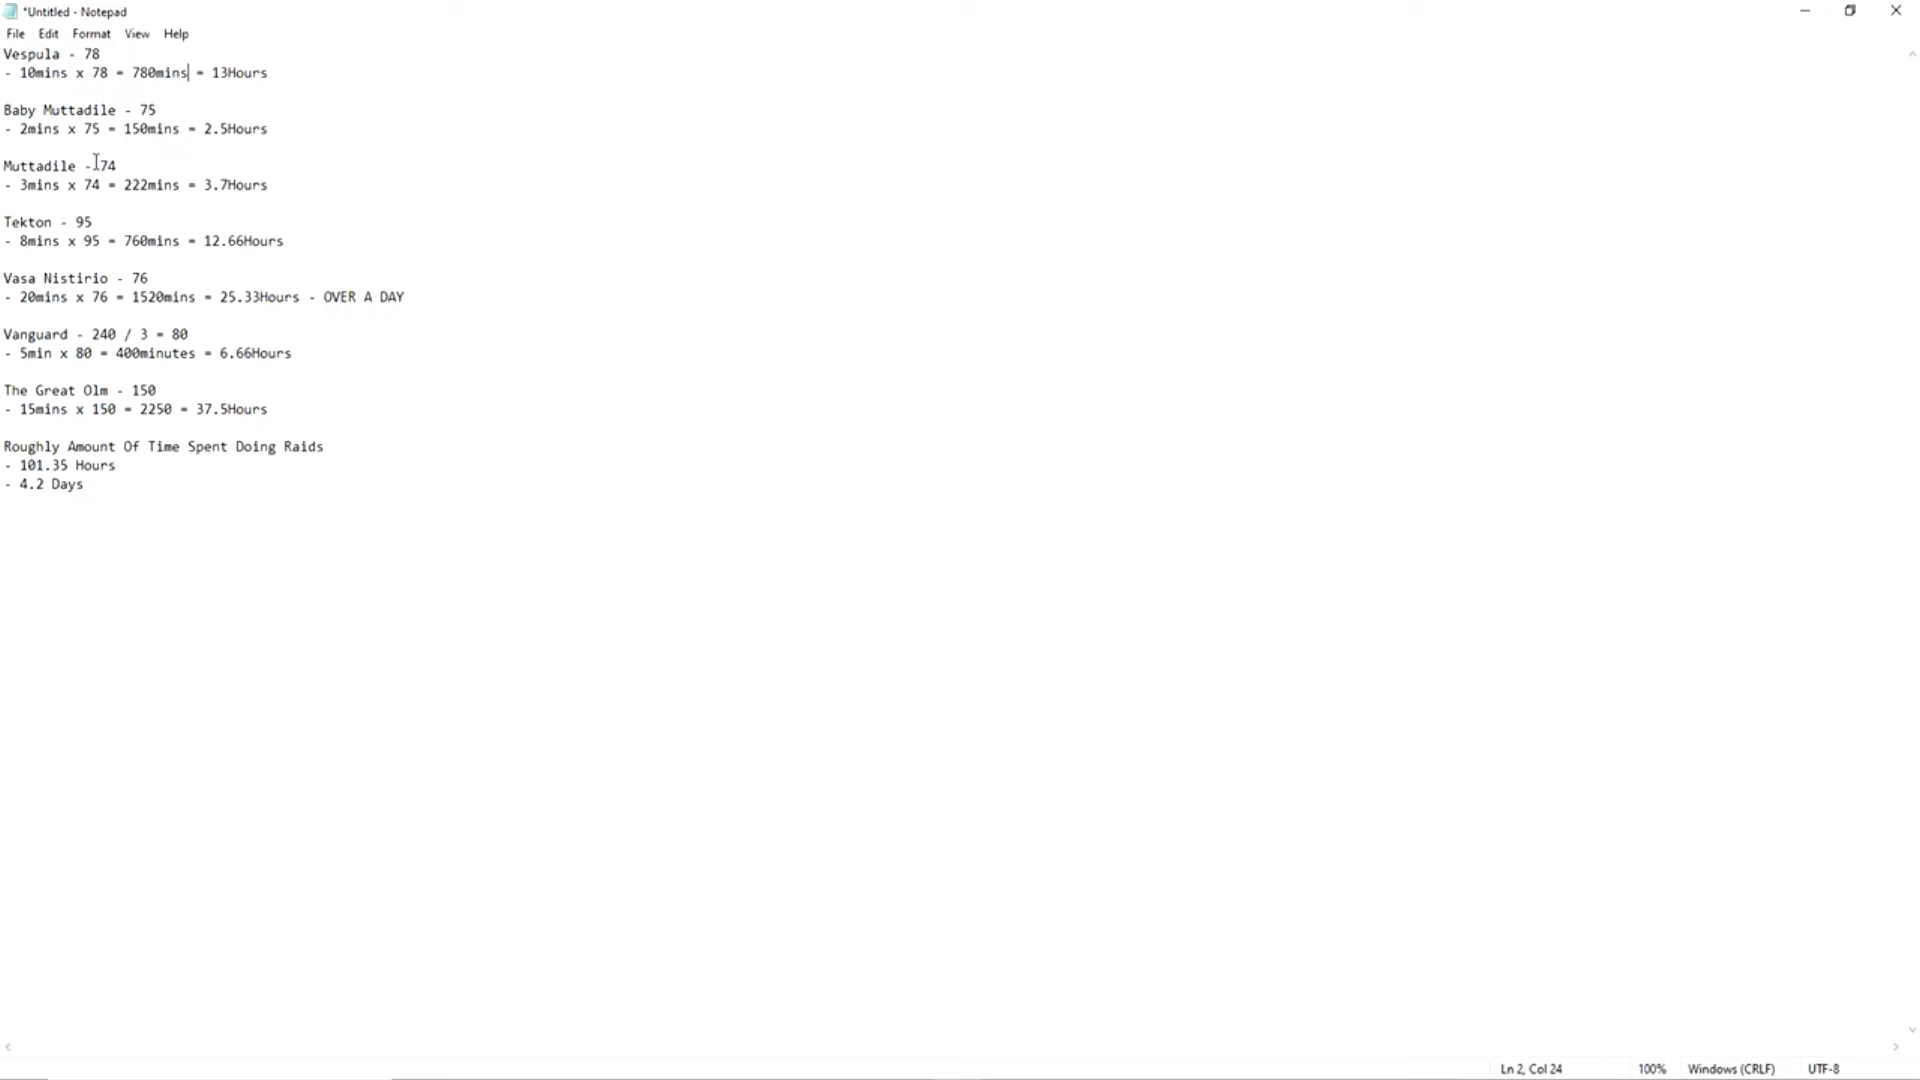 *Untitled - Notepad
File Edit Format View Help
Vespula - 78
- 10mins x 78 = 780mins = 13Hours
Baby Muttadile - 75
- 2mins x 75 = 150mins = 2.5Hours
Muttadile - 74
- 3mins x 74 = 222mins = 3.7Hours
Tekton - 95
- 8mins x 95 = 760mins = 12.66Hours
Vasa Nistirio - 76
- 20mins x 76 = 1520mins = 25.33Hours - OVER A DAY
Vanguard - 240 / 3 = 80
- 5min x 80 = 400minutes = 6.66Hours
The Great Olm - 150
- 15mins x 150 = 2250 = 37.5Hours
Roughly Amount Of Time Spent Doing Raids
- 101.35 Hours
- 4.2 Days
Ln 2, Col 24 100% Windows (CRLF) UTF-8